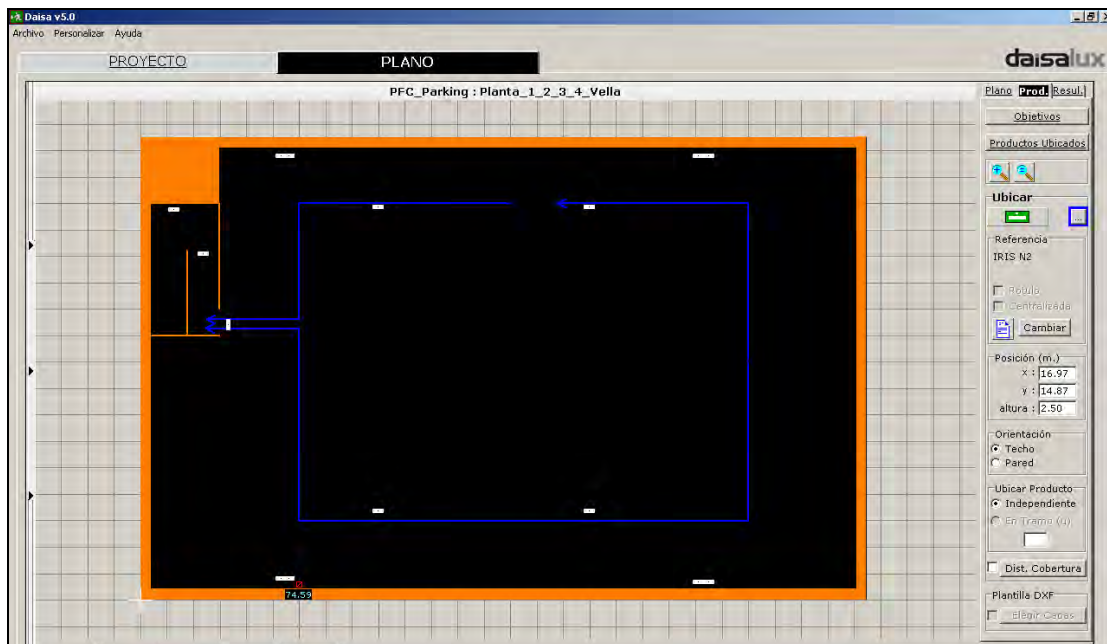 Daisa v5.0
Archivo Personalizar Ayuda
PROYECTO
PLANO
daisalux
PFC_Parking : Planta_1_2_3_4_Vella
Plano Prod. Resul.
Objetivos
Productos Ubicados
Ubicar
...
Referencia
IRIS N2
Rótula
Centralizada
Cambiar
Posición (m.)
x : 16.97
y : 14.87
altura : 2.50
Orientación
Techo
Pared
Ubicar Producto
Independiente
En Tramo (u)
Dist. Cobertura
Plantilla DXF
Elegir Capas
74.59